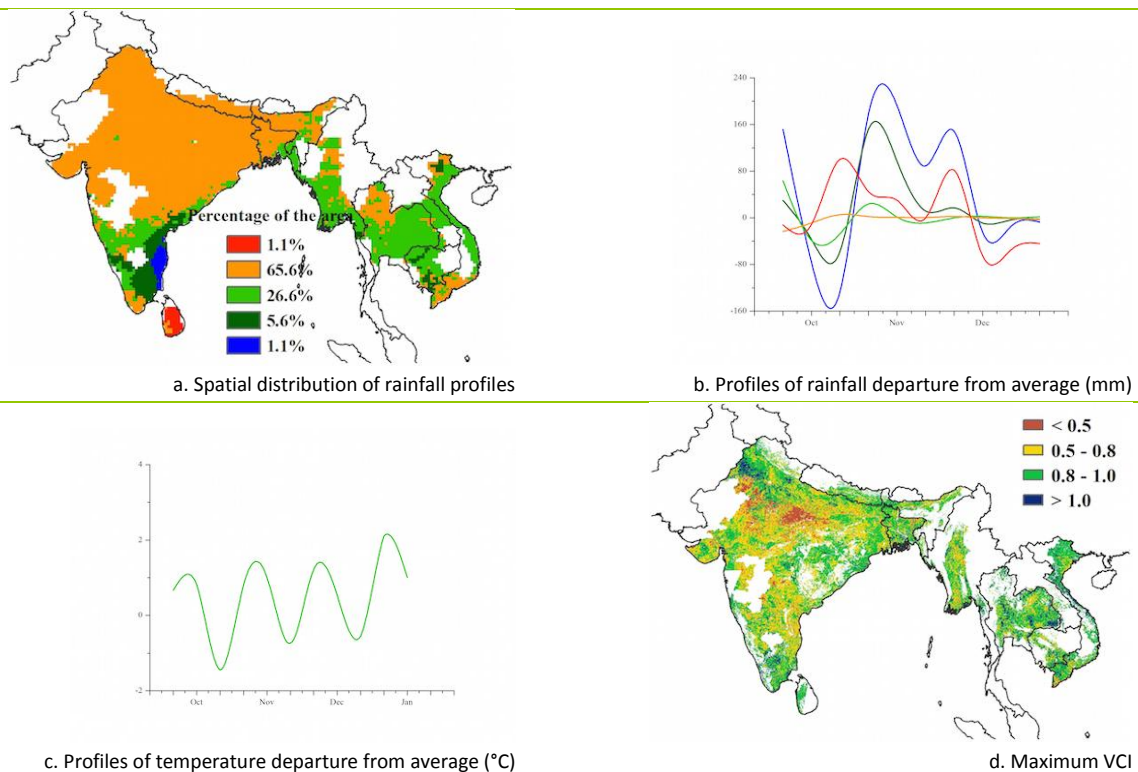 Percentage of the area
1.1%
65.6%
26.6%
5.6%
1.1%
a. Spatial distribution of rainfall profiles
240
160
80
0
-80
-160
Oct
Nov
Dec
b. Profiles of rainfall departure from average (mm)
4
2
0
-2
Oct
Nov
Dec
Jan
c. Profiles of temperature departure from average (°C)
< 0.5
0.5 - 0.8
0.8 - 1.0
> 1.0
d. Maximum VCI